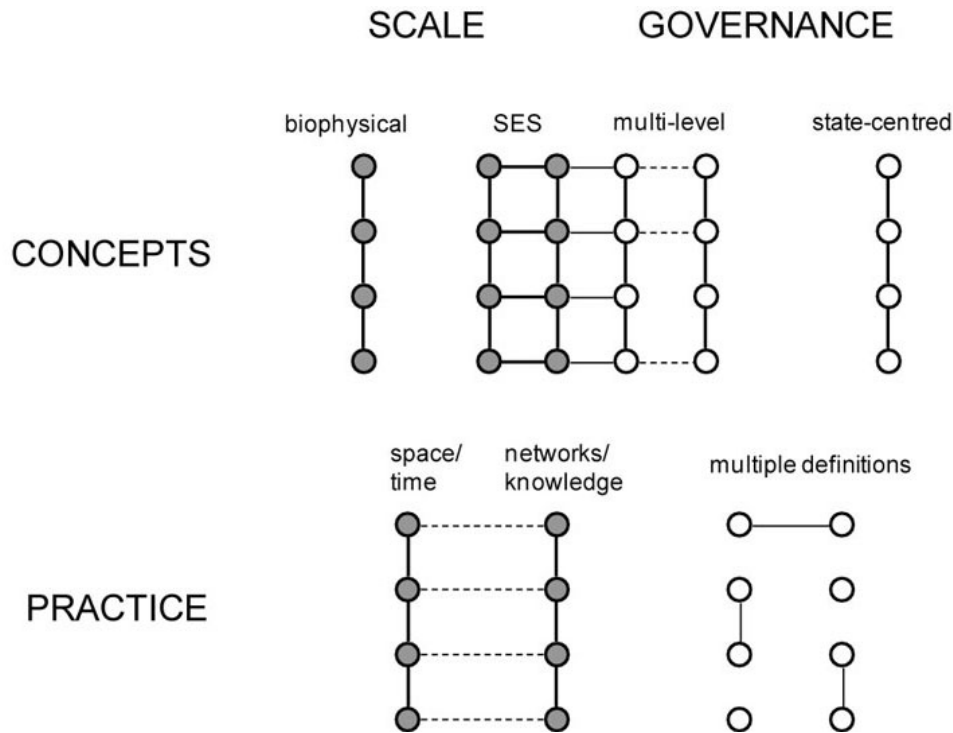 SCALE GOVERNANCE
biophysical SES multi-level state-centred
CONCEPTS
space/ networks/ multiple definitions
time knowledge
PRACTICE